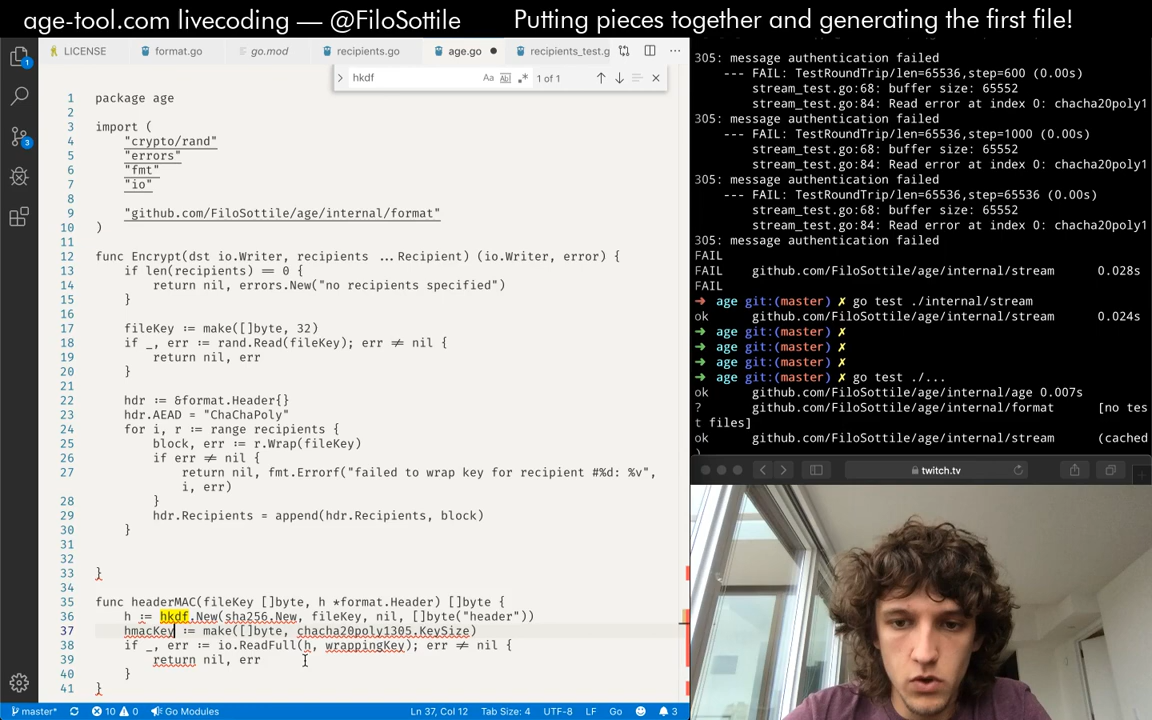 age-tool.com livecoding — @FiloSottile
Putting pieces together and generating the first file!
LICENSE
format.go
go.mod
recipients.go
age.go
recipients_test.g
hkdf
Aa
1 of 1
1 package age
2
3 import (
4 "crypto/rand"
5 "errors"
6 "fmt"
7 "io"
8
9 "github.com/FiloSottile/age/internal/format"
10 )
11
12 func Encrypt(dst io.Writer, recipients ...Recipient) (io.Writer, error) {
13 if len(recipients) == 0 {
14 return nil, errors.New("no recipients specified")
15 }
16
17 fileKey := make([]byte, 32)
18 if _, err := rand.Read(fileKey); err ≠ nil {
19 return nil, err
20 }
21
22 hdr := &format.Header{}
23 hdr.AEAD = "ChaChaPoly"
24 for i, r := range recipients {
25 block, err := r.Wrap(fileKey)
26 if err ≠ nil {
27 return nil, fmt.Errorf("failed to wrap key for recipient #%d: %v",
i, err)
28 }
29 hdr.Recipients = append(hdr.Recipients, block)
30 }
31
32
33 }
34
35 func headerMAC(fileKey []byte, h *format.Header) []byte {
36 h := hkdf.New(sha256.New, fileKey, nil, []byte("header"))
37 hmacKey := make([]byte, chacha20poly1305.KeySize)
38 if _, err := io.ReadFull(h, wrappingKey); err ≠ nil {
39 return nil, err
40 }
41 }
1
3
master*
10
0
Go Modules
Ln 37, Col 12
Tab Size: 4
UTF-8
LF
Go
3
305: message authentication failed
--- FAIL: TestRoundTrip/len=65536,step=600 (0.00s)
stream_test.go:68: buffer size: 65552
stream_test.go:84: Read error at index 0: chacha20poly1
305: message authentication failed
--- FAIL: TestRoundTrip/len=65536,step=1000 (0.00s)
stream_test.go:68: buffer size: 65552
stream_test.go:84: Read error at index 0: chacha20poly1
305: message authentication failed
--- FAIL: TestRoundTrip/len=65536,step=65536 (0.00s)
stream_test.go:68: buffer size: 65552
stream_test.go:84: Read error at index 0: chacha20poly1
305: message authentication failed
FAIL
FAIL github.com/FiloSottile/age/internal/stream 0.028s
FAIL
➜ age git:(master) ✗ go test ./internal/stream
ok github.com/FiloSottile/age/internal/stream 0.024s
➜ age git:(master) ✗
➜ age git:(master) ✗
➜ age git:(master) ✗
➜ age git:(master) ✗ go test ./...
ok github.com/FiloSottile/age/internal/age 0.007s
? github.com/FiloSottile/age/internal/format [no tes
t files]
ok github.com/FiloSottile/age/internal/stream (cached
)
twitch.tv